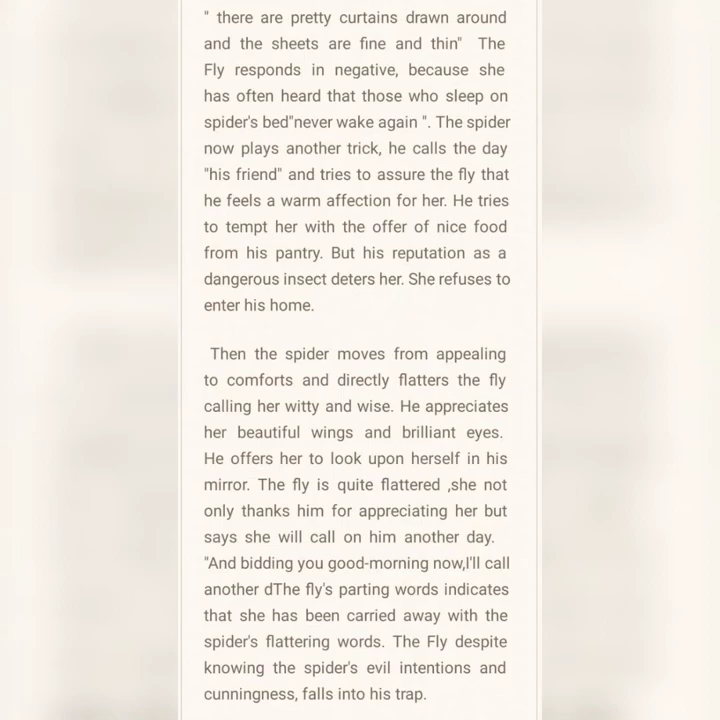 " there are pretty curtains drawn around
and the sheets are fine and thin" The
Fly responds in negative, because she
has often heard that those who sleep on
spider's bed"never wake again ". The spider
now plays another trick, he calls the day
"his friend" and tries to assure the fly that
he feels a warm affection for her. He tries
to tempt her with the offer of nice food
from his pantry. But his reputation as a
dangerous insect deters her. She refuses to
enter his home.
Then the spider moves from appealing
to comforts and directly flatters the fly
calling her witty and wise. He appreciates
her beautiful wings and brilliant eyes.
He offers her to look upon herself in his
mirror. The fly is quite flattered ,she not
only thanks him for appreciating her but
says she will call on him another day.
"And bidding you good-morning now,I'll call
another dThe fly's parting words indicates
that she has been carried away with the
spider's flattering words. The Fly despite
knowing the spider's evil intentions and
cunningness, falls into his trap.